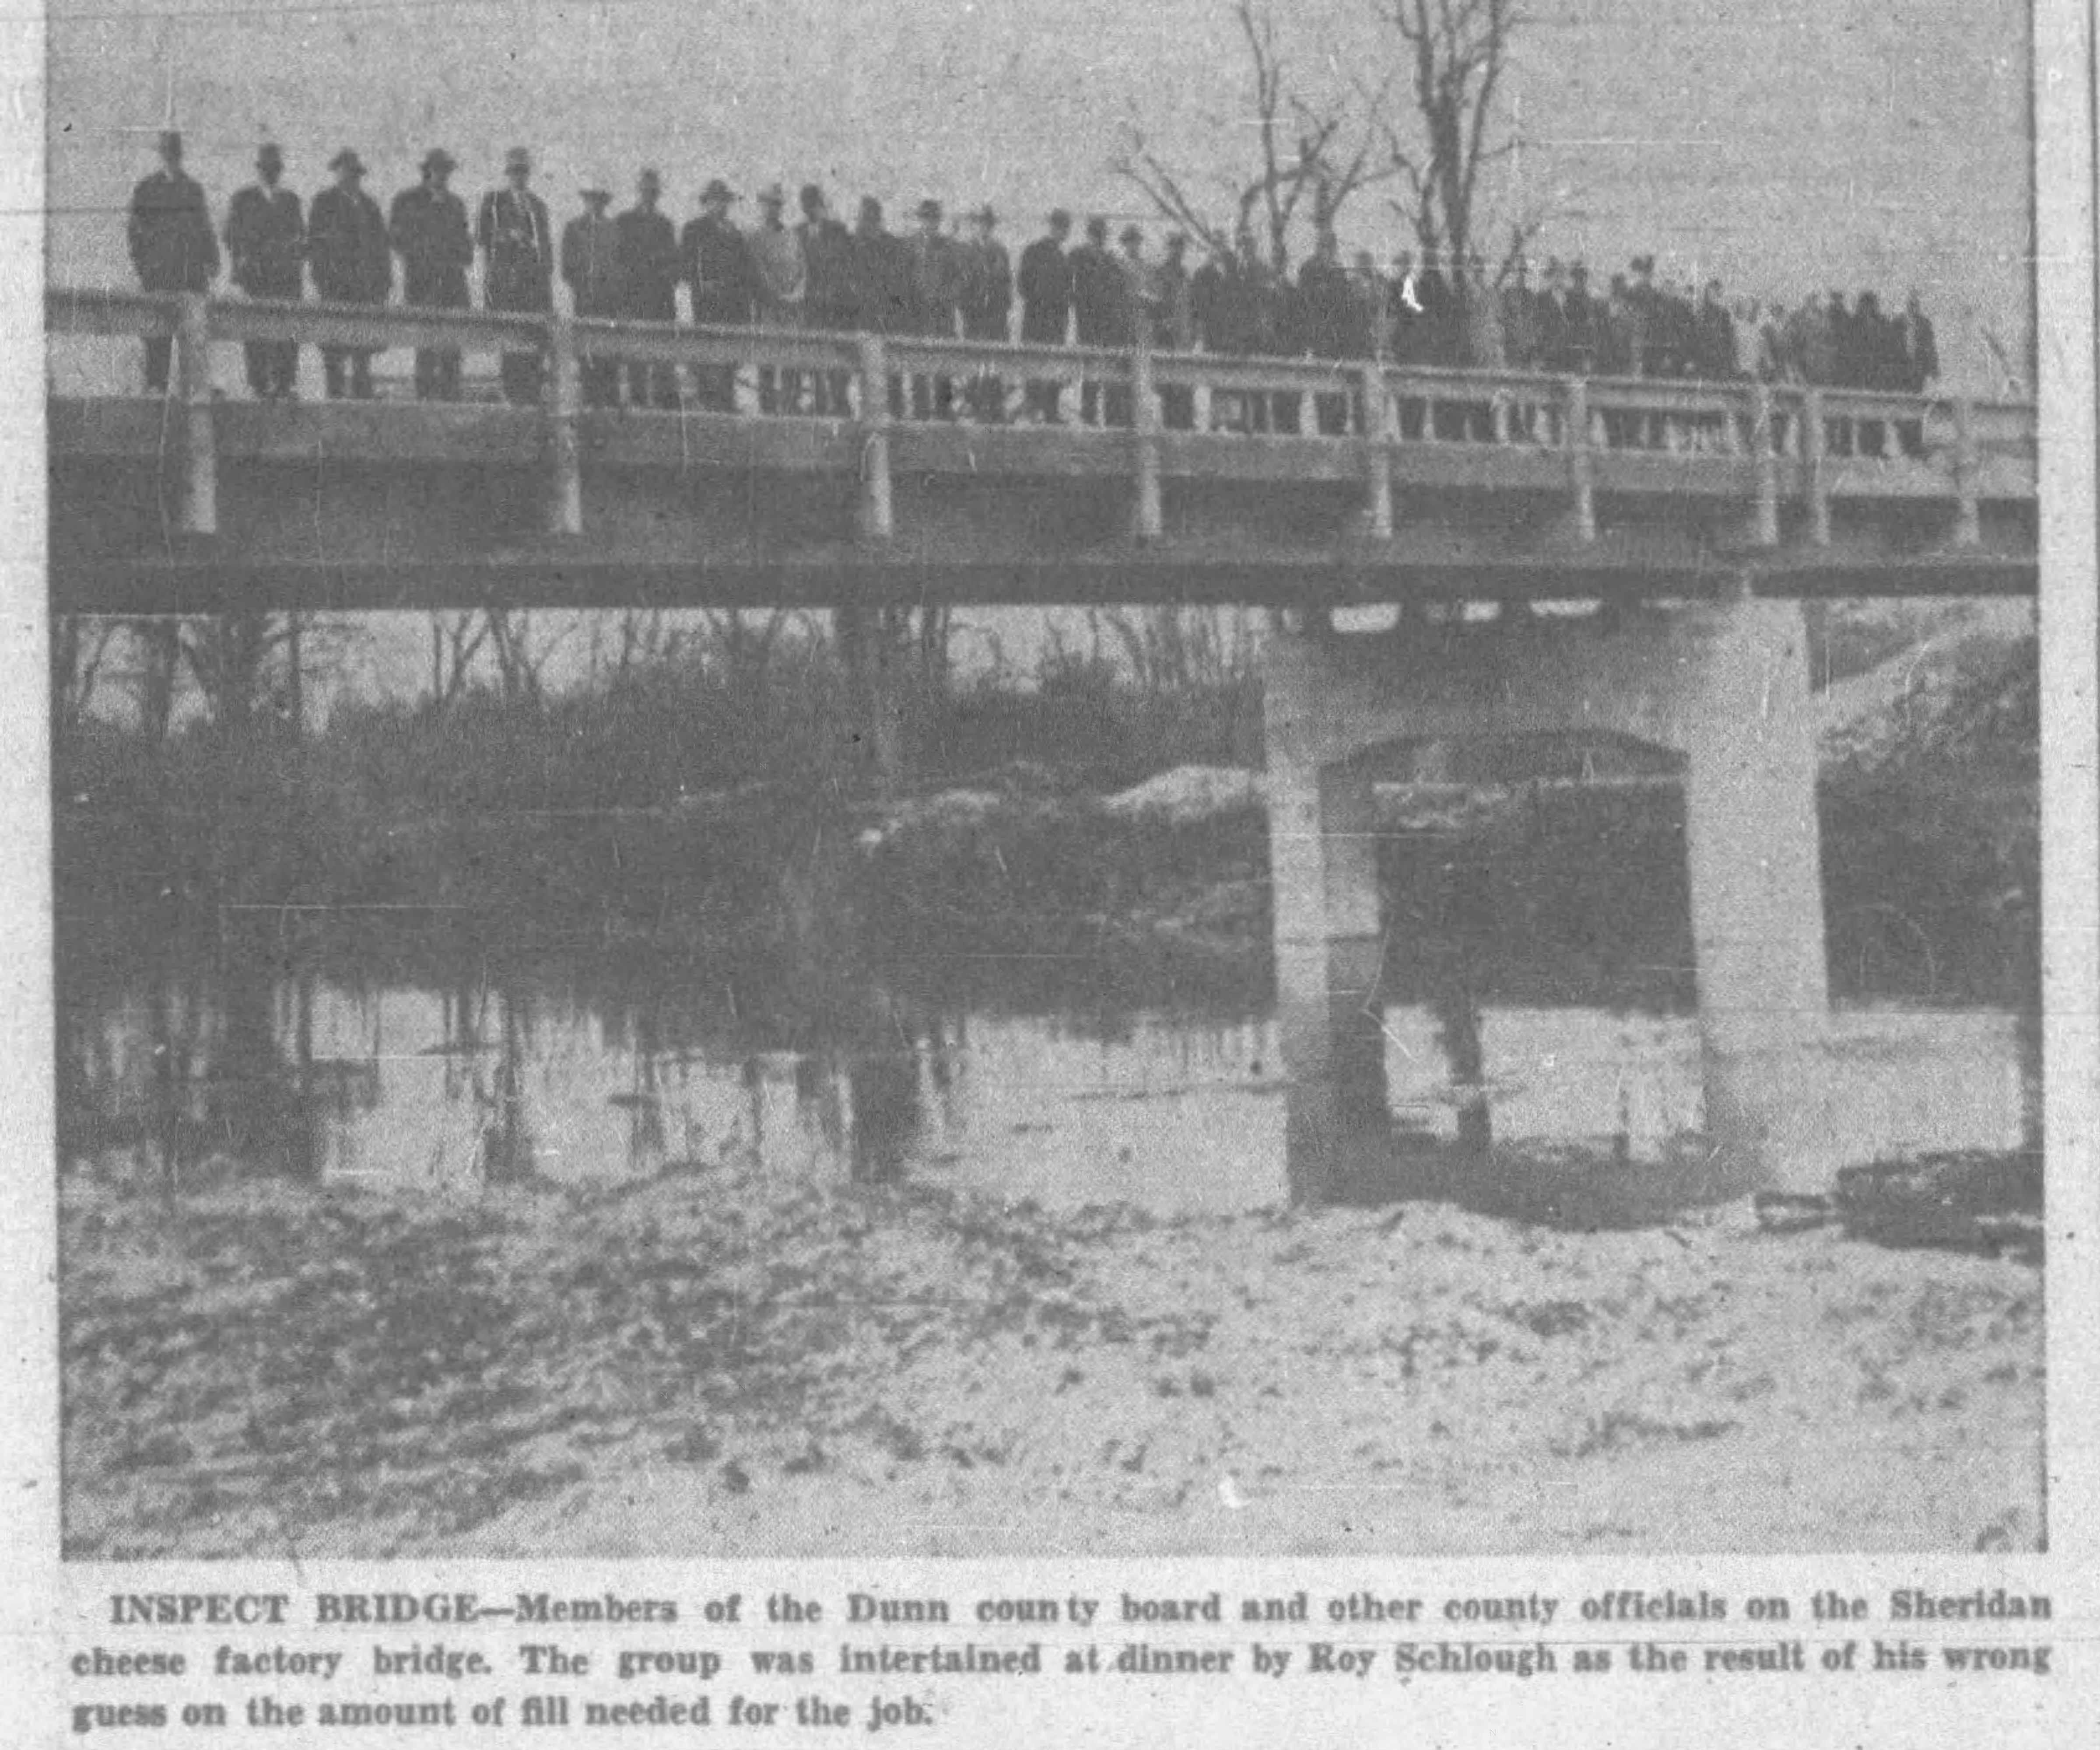 INSPECT BRIDGE—Members of the Dunn county board and other county officials on the Sheridan
cheese factory bridge. The group was intertained at dinner by Roy Schlough as the result of his wrong
guess on the amount of fill needed for the job.